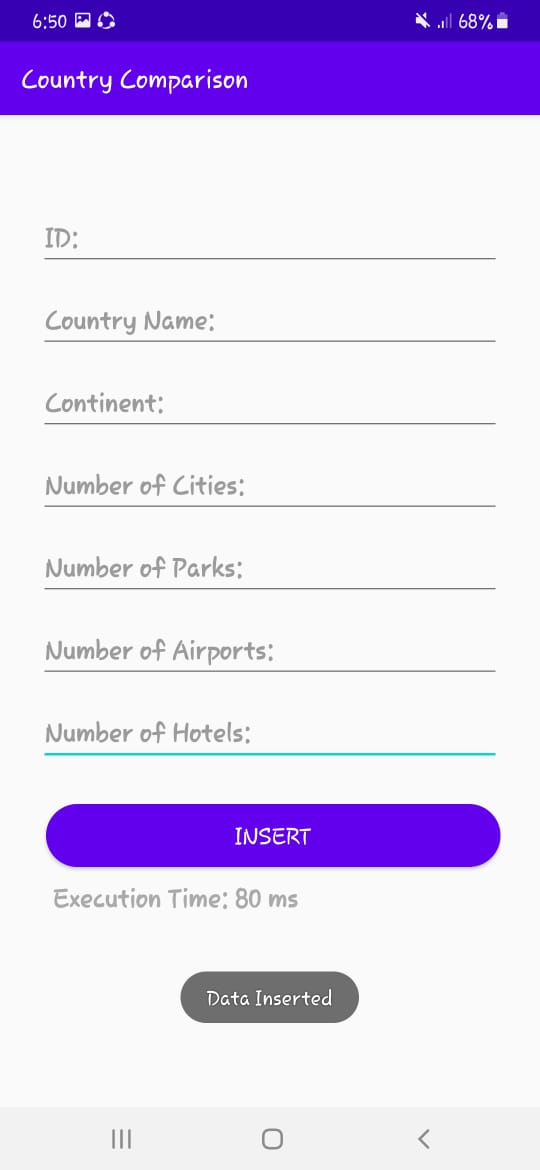 6:50 68%
Country Comparison
ID:
Country Name:
Continent:
Number of Cities:
Number of Parks:
Number of Airports:
Number of Hotels:
INSERT
Execution Time: 80 ms
Data Inserted